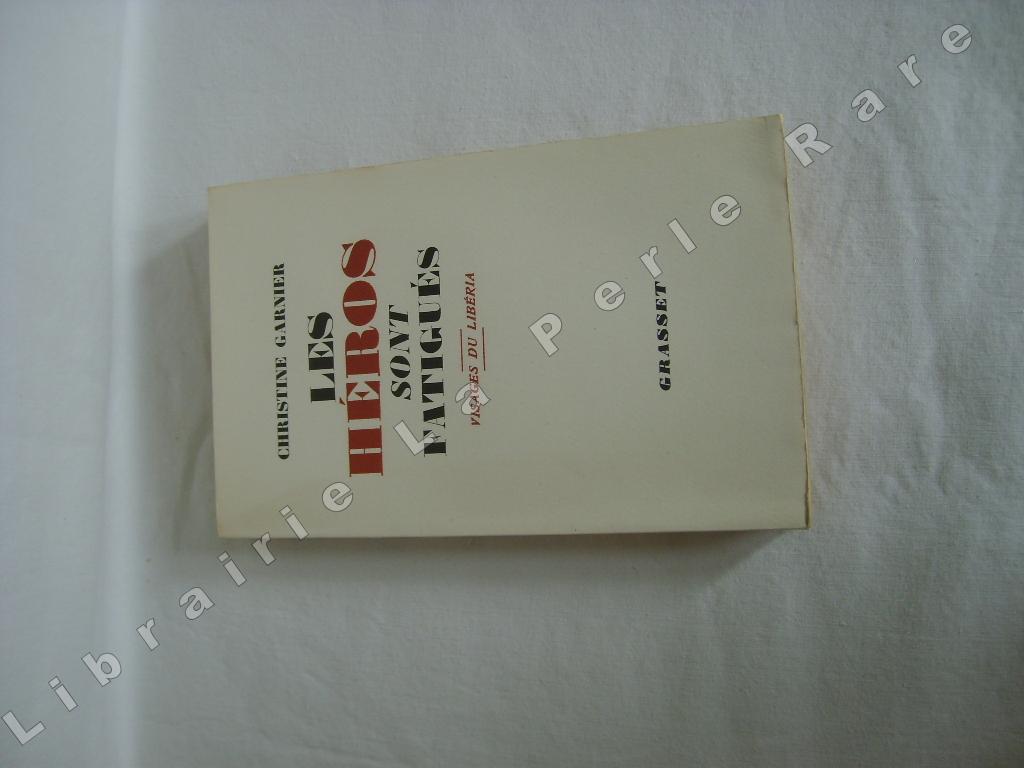 CHRISTINE GARNIER
LES
HÉROS
SONT
FATIGUÉS
VISAGES DU LIBÉRIA
GRASSET
Librairie La Perle Rare